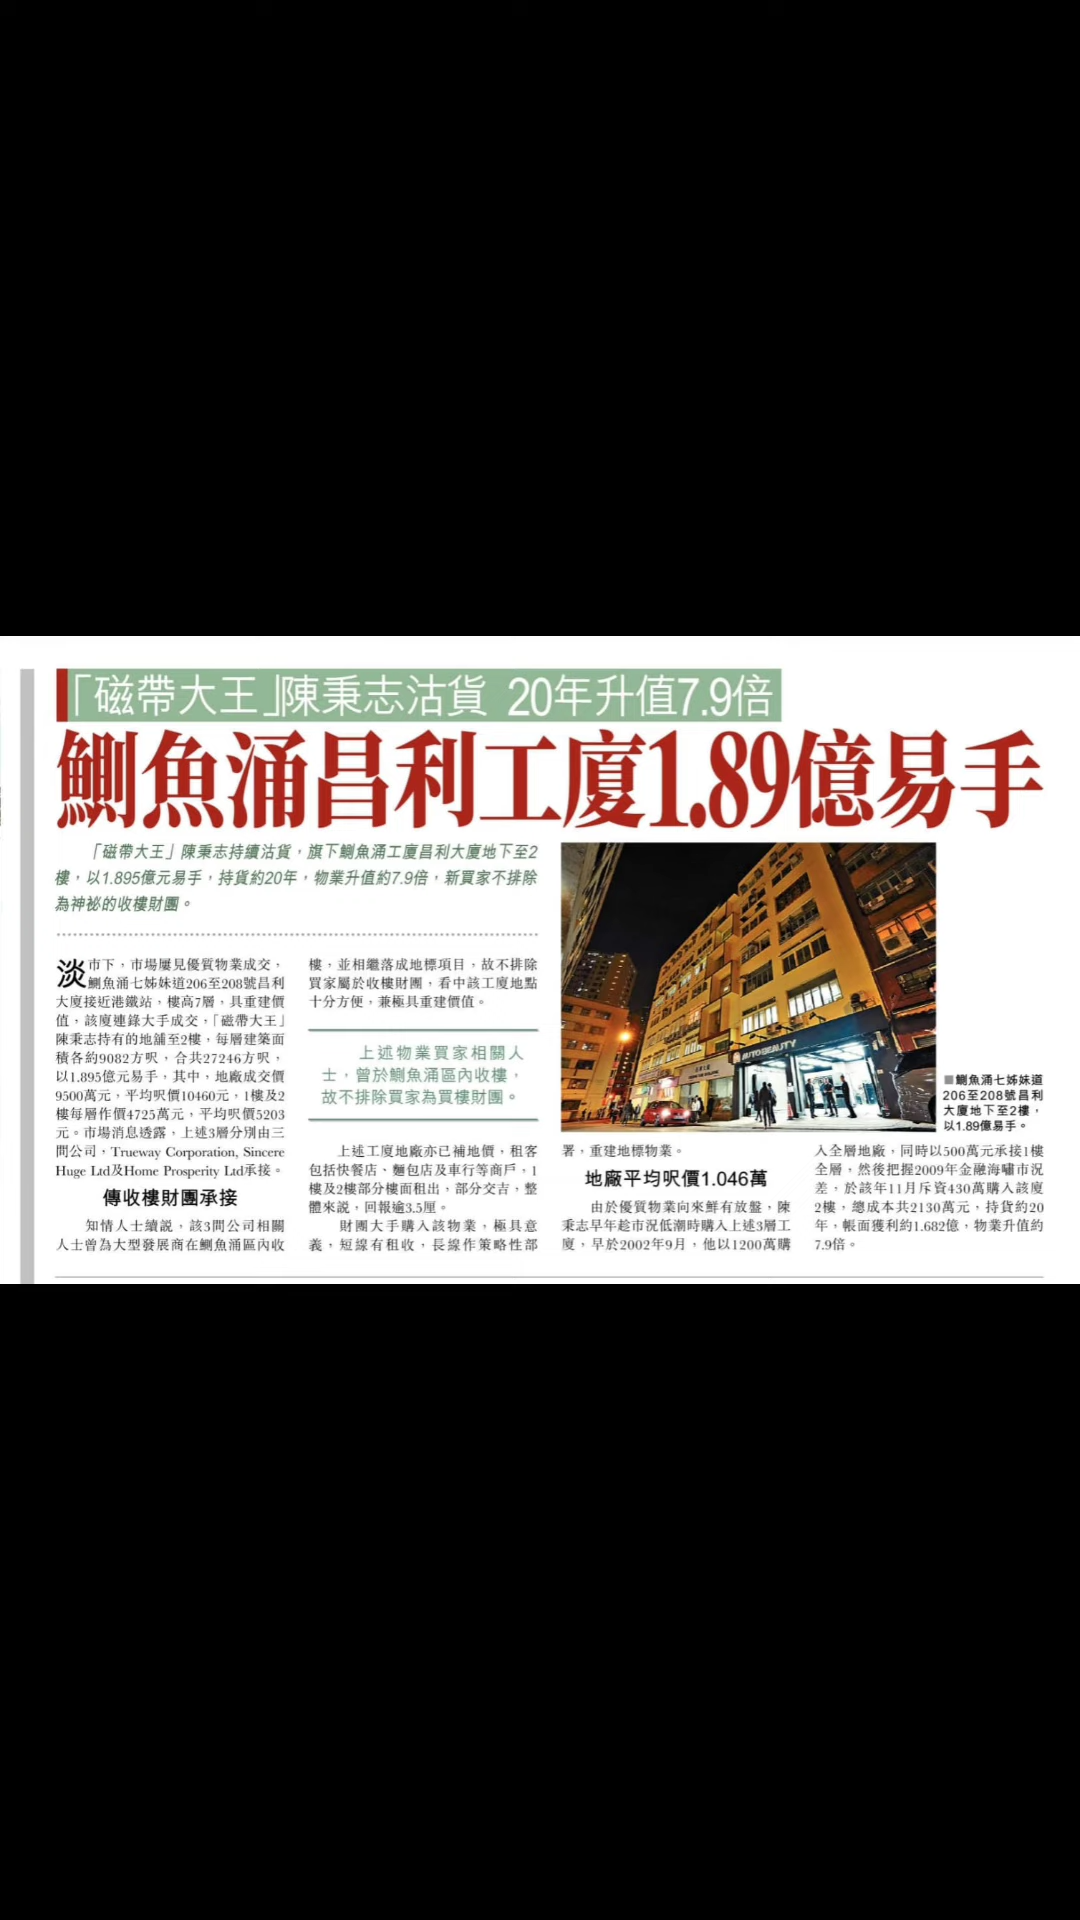 「磁帶大王」陳秉志沽貨 20年升值7.9倍
鰂魚涌昌利工廈1.89億易手
「磁帶大王」陳秉志持續沽貨，旗下鰂魚涌工廈昌利大廈地下至2
樓，以1.895億元易手，持貨約20年，物業升值約7.9倍，新買家不排除
為神祕的收樓財團。
淡市下，市場屢見優質物業成交，
鰂魚涌七姊妹道206至208號昌利
大廈接近港鐵站，樓高7層，具重建價
值，該廈連錄大手成交，「磁帶大王」
陳秉志持有的地舖至2樓，每層建築面
積各約9082方呎，合共27246方呎，
以1.895億元易手，其中，地廠成交價
9500萬元，平均呎價10460元，1樓及2
樓每層作價4725萬元，平均呎價5203
元。市場消息透露，上述3層分別由三
間公司，Trueway Corporation, Sincere
Huge Ltd及Home Prosperity Ltd承接。
傳收樓財團承接
知情人士續說，該3間公司相關
人士曾為大型發展商在鰂魚涌區內收
樓，並相繼落成地標項目，故不排除
買家屬於收樓財團，看中該工廈地點
十分方便，兼極具重建價值。
上述物業買家相關人
士，曾於鰂魚涌區內收樓，
故不排除買家為買樓財團。
上述工廈地廠亦已補地價，租客
包括快餐店、麵包店及車行等商戶，1
樓及2樓部分樓面租出，部分交吉，整
體來說，回報逾3.5厘。
財團大手購入該物業，極具意
義，短線有租收，長線作策略性部
署，重建地標物業。
地廠平均呎價1.046萬
由於優質物業向來鮮有放盤，陳
秉志早年趁市況低潮時購入上述3層工
廈，早於2002年9月，他以1200萬購
入全層地廠，同時以500萬元承接1樓
全層，然後把握2009年金融海嘯市況
差，於該年11月斥資430萬購入該廈
2樓，總成本共2130萬元，持貨約20
年，帳面獲利約1.682億，物業升值約
7.9倍。
AUTOBEAUTY
■鰂魚涌七姊妹道
206至208號昌利
大廈地下至2樓，
以1.89億易手。